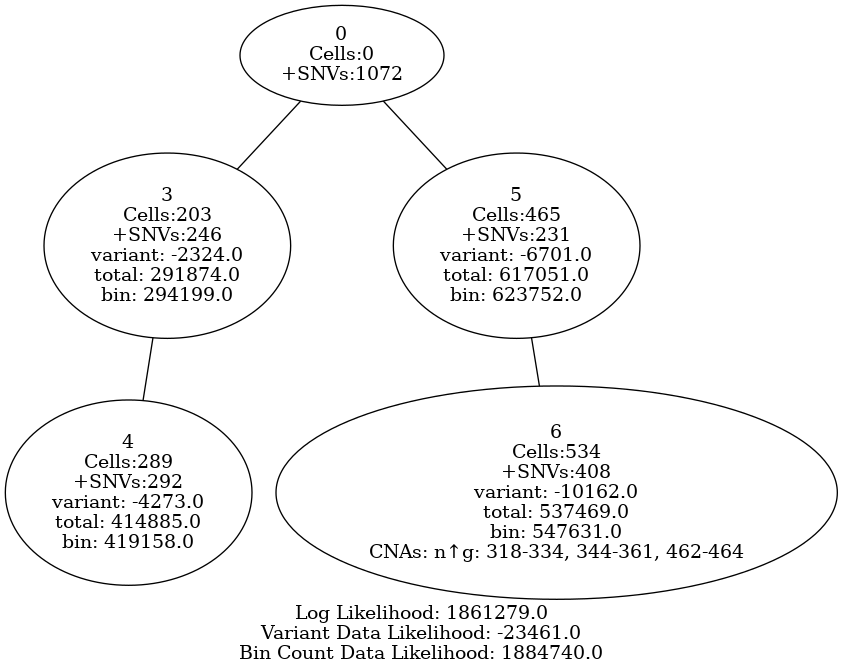 0
Cells:0
+SNVs:1072
3
Cells:203
+SNVs:246
variant: -2324.0
total: 291874.0
bin: 294199.0
5
Cells:465
+SNVs:231
variant: -6701.0
total: 617051.0
bin: 623752.0
4
Cells:289
+SNVs:292
variant: -4273.0
total: 414885.0
bin: 419158.0
6
Cells:534
+SNVs:408
variant: -10162.0
total: 537469.0
bin: 547631.0
CNAs: n↑g: 318-334, 344-361, 462-464
Log Likelihood: 1861279.0
Variant Data Likelihood: -23461.0
Bin Count Data Likelihood: 1884740.0